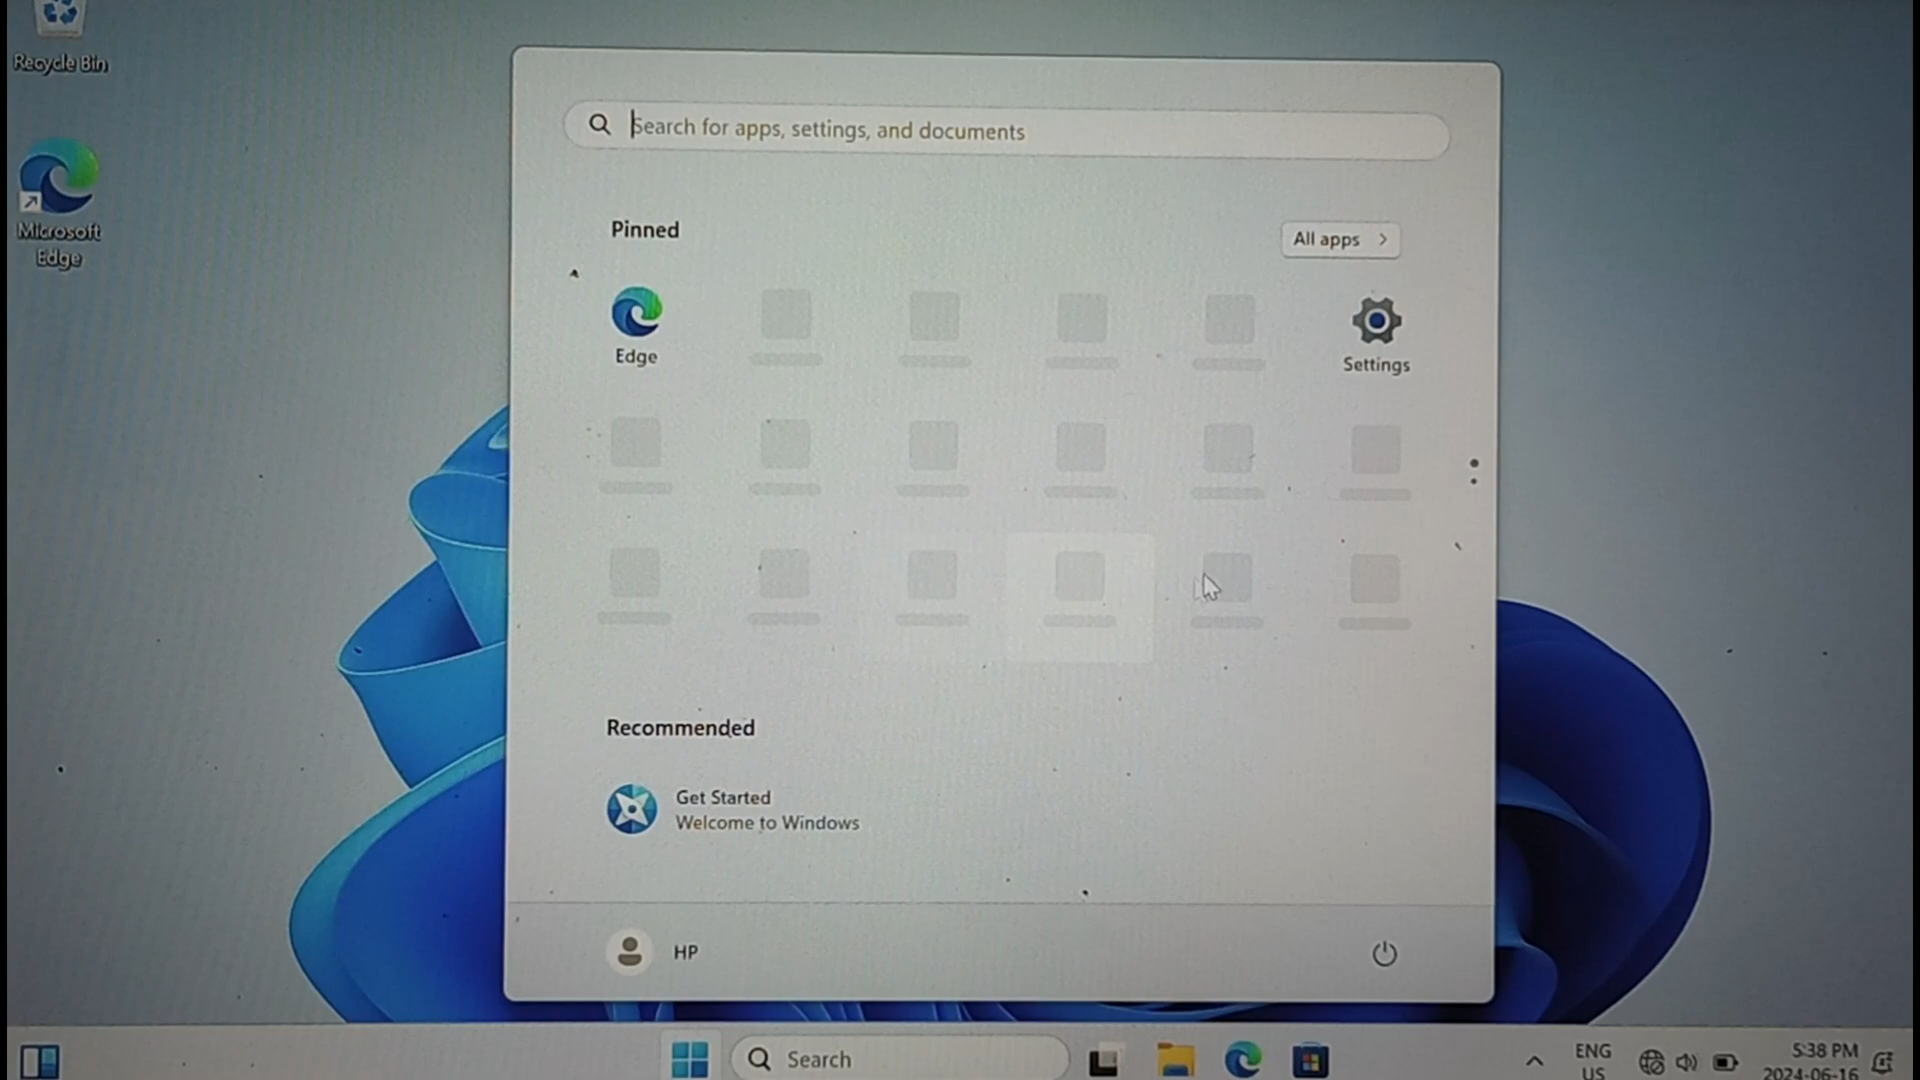 Recycle Bin
Microsoft
Edge
Search for apps, settings, and documents
Pinned
All apps
Edge
Settings
Recommended
Get Started
Welcome to Windows
HP
Search
ENG
US
5:38 PM
2024-06-16